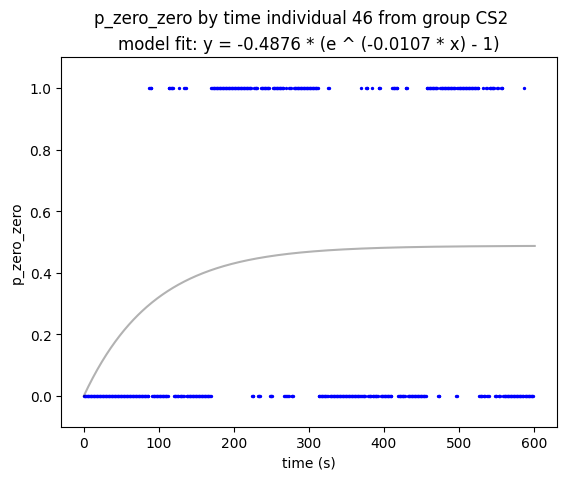 p_zero_zero by time individual 46 from group CS2
model fit: y = -0.4876 * (e ^ (-0.0107 * x) - 1)
p_zero_zero
1.0
0.8
0.6
0.4
0.2
0.0
0 100 200 300 400 500 600
time (s)